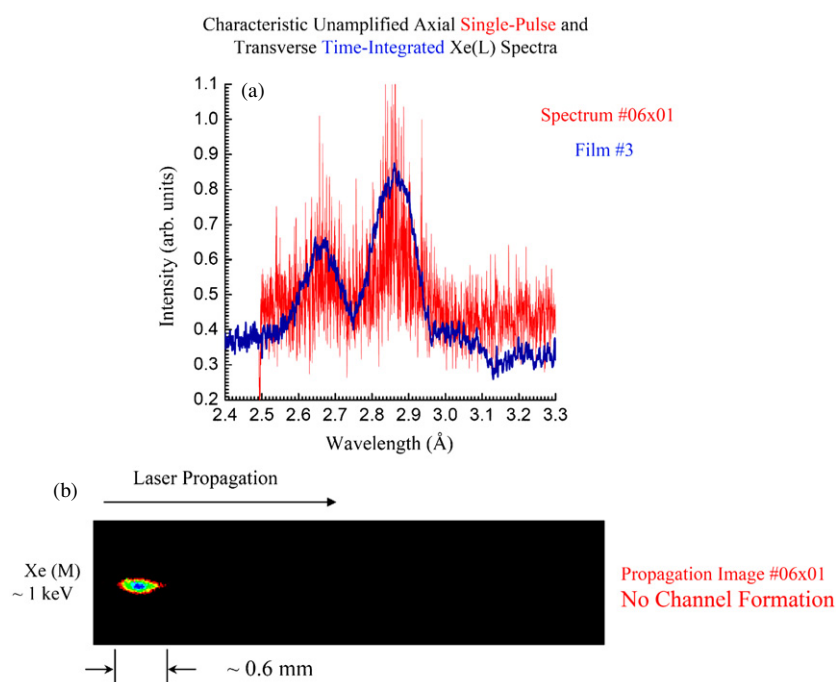 Characteristic Unamplified Axial Single-Pulse and
Transverse Time-Integrated Xe(L) Spectra
(a)
Spectrum #06x01
Film #3
Intensity (arb. units)
1.1
1.0
0.9
0.8
0.7
0.6
0.5
0.4
0.3
0.2
2.4 2.5 2.6 2.7 2.8 2.9 3.0 3.1 3.2 3.3
Wavelength (Å)
(b)
Laser Propagation
Xe (M)
~ 1 keV
Propagation Image #06x01
No Channel Formation
~ 0.6 mm